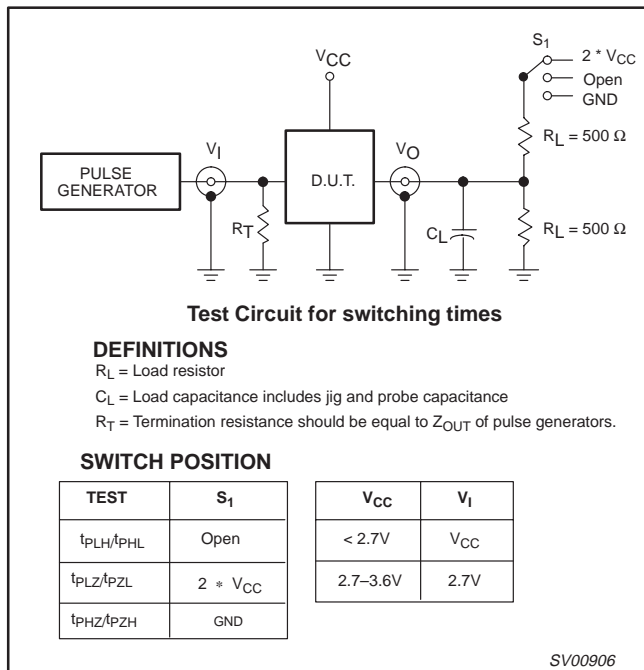 S1
2 * VCC
Open
GND
VCC
RL = 500 Ω
VI
VO
PULSE
GENERATOR
D.U.T.
RT
CL
RL = 500 Ω
Test Circuit for switching times
DEFINITIONS
RL = Load resistor
CL = Load capacitance includes jig and probe capacitance
RT = Termination resistance should be equal to ZOUT of pulse generators.
SWITCH POSITION
TEST S1
tPLH/tPHL Open
tPLZ/tPZL 2 * VCC
tPHZ/tPZH GND
VCC VI
< 2.7V VCC
2.7–3.6V 2.7V
SV00906